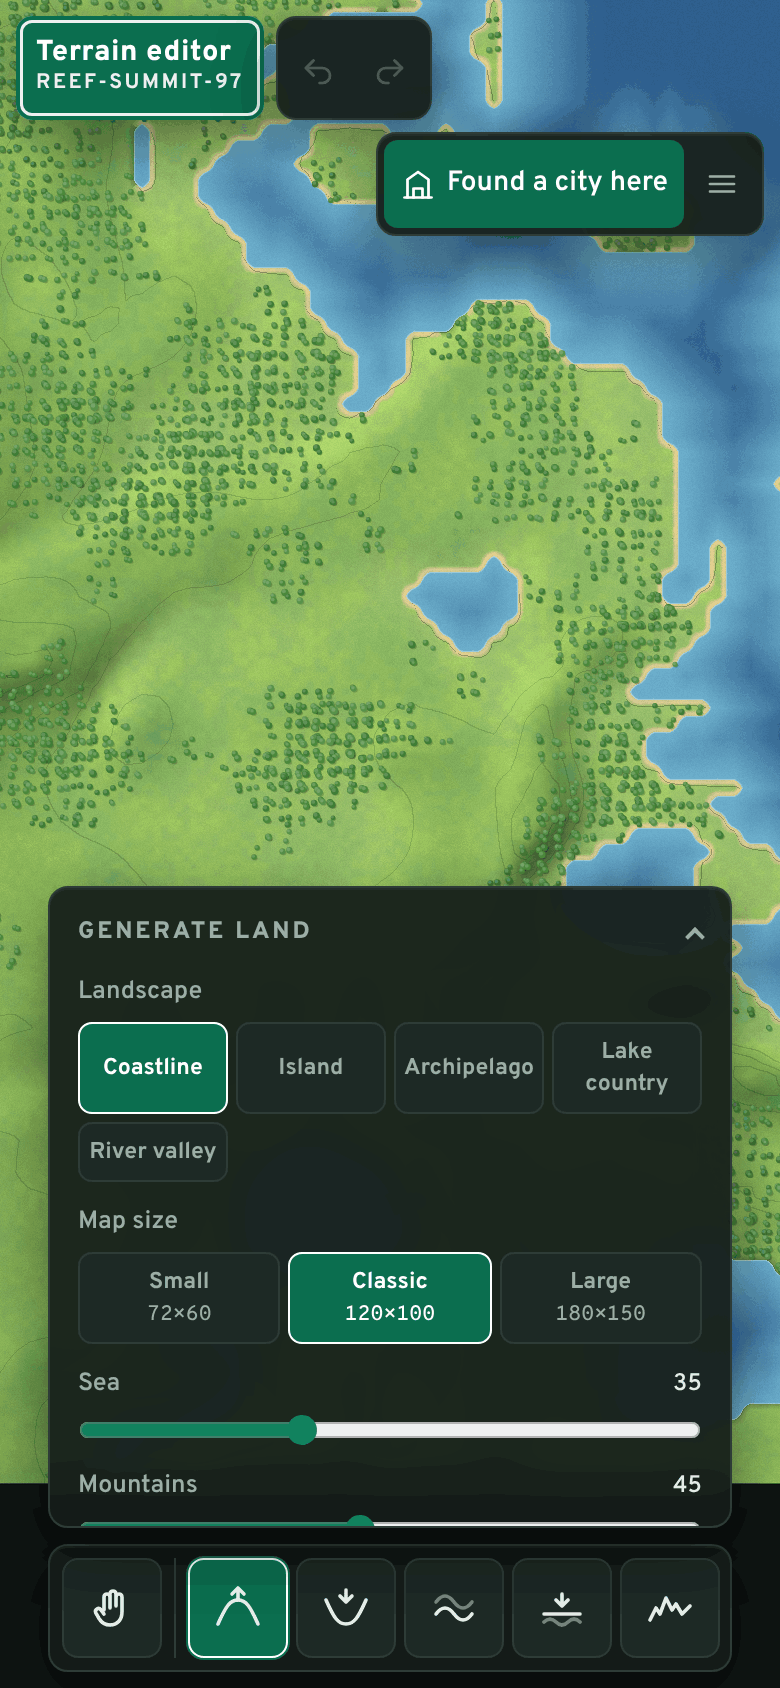 Terrain editor
REEF-SUMMIT-97
Found a city here
GENERATE LAND
Landscape
Coastline
Island
Archipelago
Lake
country
River valley
Map size
Small
72×60
Classic
120×100
Large
180×150
Sea
35
Mountains
45